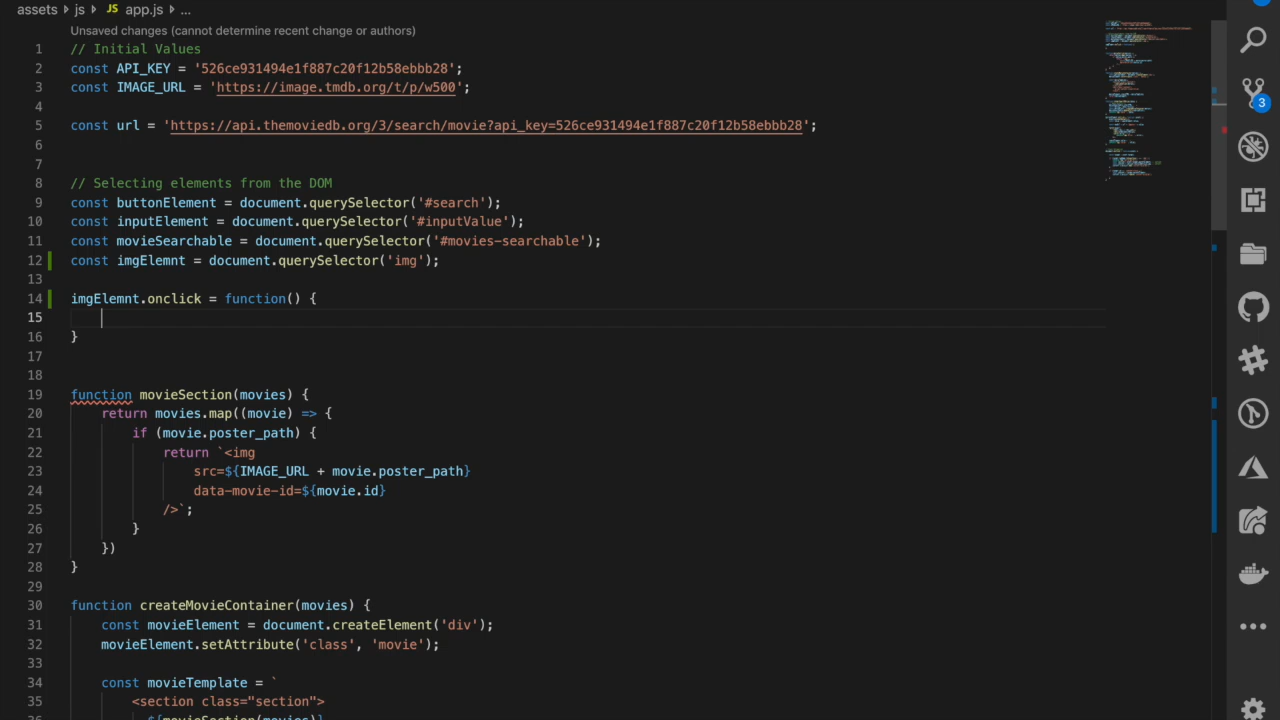 assets › js › JS app.js › ...
Unsaved changes (cannot determine recent change or authors)
1 // Initial Values
2 const API_KEY = '526ce931494e1f887c20f12b58ebbb28';
3 const IMAGE_URL = 'https://image.tmdb.org/t/p/w500';
4
5 const url = 'https://api.themoviedb.org/3/search/movie?api_key=526ce931494e1f887c20f12b58ebbb28';
6
7
8 // Selecting elements from the DOM
9 const buttonElement = document.querySelector('#search');
10 const inputElement = document.querySelector('#inputValue');
11 const movieSearchable = document.querySelector('#movies-searchable');
12 const imgElemnt = document.querySelector('img');
13
14 imgElemnt.onclick = function() {
15
16 }
17
18
19 function movieSection(movies) {
20 return movies.map((movie) => {
21 if (movie.poster_path) {
22 return `<img
23 src=${IMAGE_URL + movie.poster_path}
24 data-movie-id=${movie.id}
25 />`;
26 }
27 })
28 }
29
30 function createMovieContainer(movies) {
31 const movieElement = document.createElement('div');
32 movieElement.setAttribute('class', 'movie');
33
34 const movieTemplate = `
35 <section class="section">
36 ${movieSection(movies)}
3